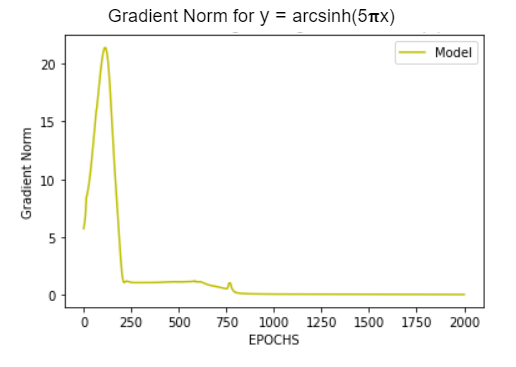 Gradient Norm for y = arcsinh(5πx)
Model
Gradient Norm
20
15
10
5
0
0 250 500 750 1000 1250 1500 1750 2000
EPOCHS